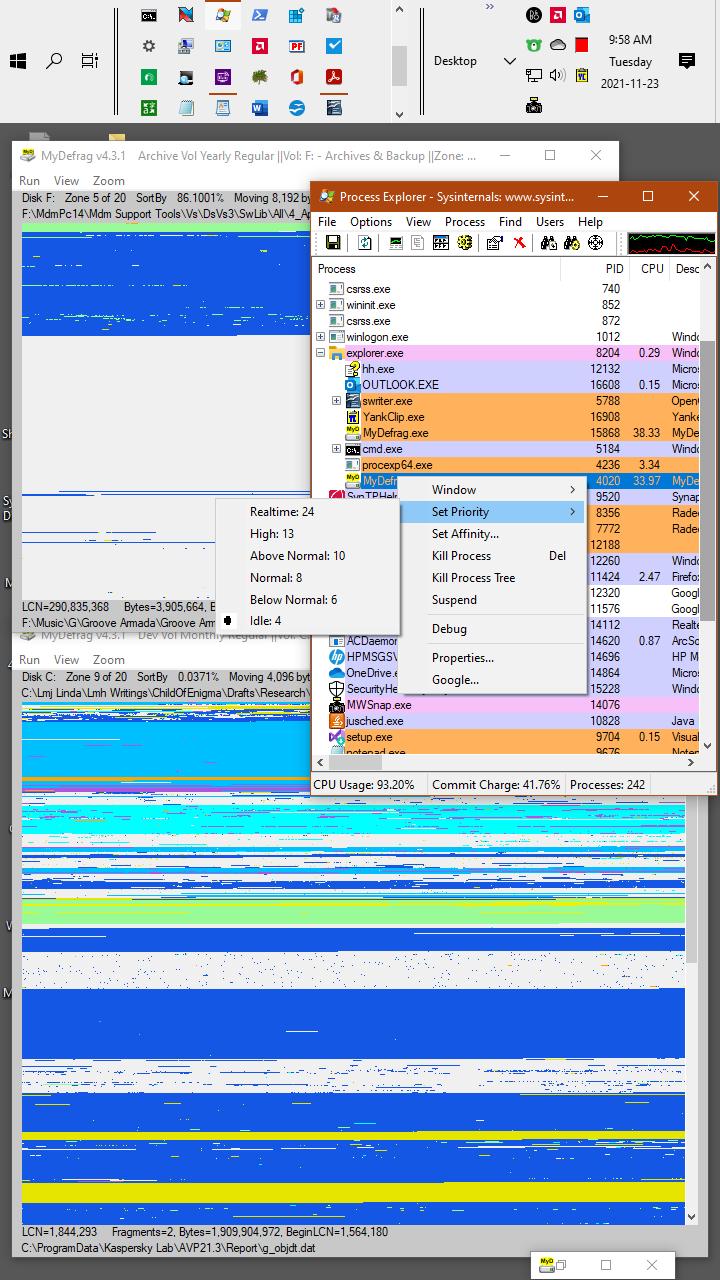 9:58 AM
Desktop
Tuesday
2021-11-23
MyDefrag v4.3.1 Archive Vol Yearly Regular ||Vol: F: - Archives & Backup ||Zone: ...
Run View Zoom
Disk F: Zone 5 of 20 SortBy 86.1001% Moving 8,192 by
F:\MdmPc14\Mdm Support Tools\Vs\DsVs3\SwLib\All\4_Ap
Process Explorer - Sysinternals: www.sysint...
File Options View Process Find Users Help
Process PID CPU Desc
csrss.exe 740
wininit.exe 852
csrss.exe 872
winlogon.exe 1012 Windo
explorer.exe 8204 0.29 Windo
hh.exe 12132 Micros
OUTLOOK.EXE 16608 0.15 Micros
swriter.exe 5788 OpenO
YankClip.exe 16908 Yanke
MyDefrag.exe 15868 38.33 MyDe
cmd.exe 5184 Windo
procexp64.exe 4236 3.34
MyDefr 4020 33.97 MyDe
SynTPHelp 9520 Synap
8356 Radeo
7772 Radeo
12188
12260 Windo
11424 2.47 Firefox
12320 Googl
11576 Googl
14112 Realte
ACDaemon 14620 0.87 ArcSo
HPMSGSV 14696 HP M
OneDrive. 14864 Micros
SecurityHe 15228 Windo
MWSnap.exe 14076
jusched.exe 10828 Java
setup.exe 9704 0.15 Visual
notepad.exe 9676 Notep
CPU Usage: 93.20% Commit Charge: 41.76% Processes: 242
Window
Set Priority
Set Affinity...
Kill Process Del
Kill Process Tree
Suspend
Debug
Properties...
Google...
Realtime: 24
High: 13
Above Normal: 10
Normal: 8
Below Normal: 6
Idle: 4
LCN=290,835,368 Bytes=3,905,664, B
F:\Music\G\Groove Armada\Groove Arm
MyDefrag v4.3.1 Dev Vol Monthly Regular ||Vol: C:
Run View Zoom
Disk C: Zone 9 of 20 SortBy 0.0371% Moving 4,096 byt
C:\Lmj Linda\Lmh Writings\ChildOfEnigma\Drafts\Research\
LCN=1,844,293 Fragments=2, Bytes=1,909,904,972, BeginLCN=1,564,180
C:\ProgramData\Kaspersky Lab\AVP21.3\Report\g_objdt.dat